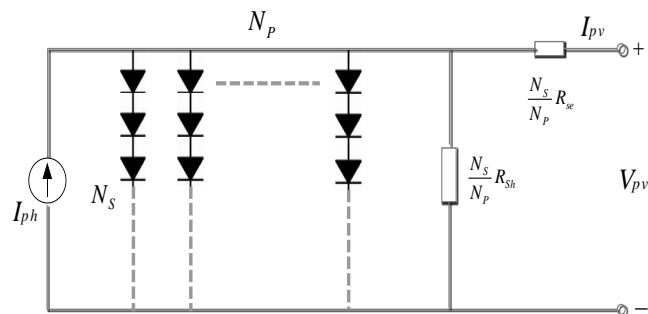 N_P
I_pv
+
N_S/N_P R_se
N_S
I_ph
N_S/N_P R_Sh
V_pv
−